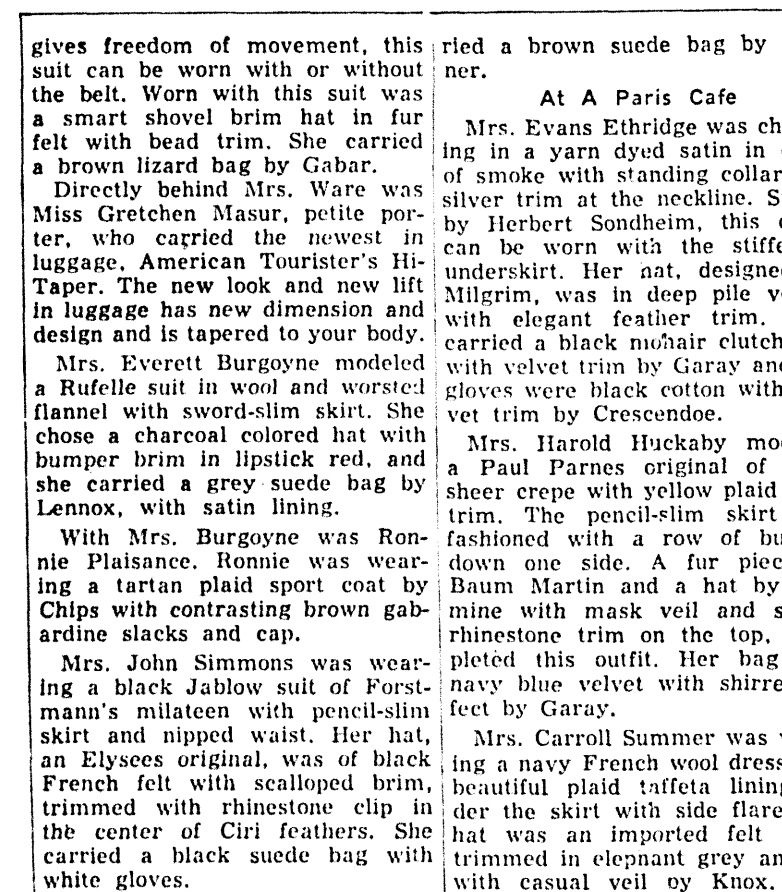 gives freedom of movement, this
suit can be worn with or without
the belt. Worn with this suit was
a smart shovel brim hat in fur
felt with bead trim. She carried
a brown lizard bag by Gabar.
Directly behind Mrs. Ware was
Miss Gretchen Masur, petite por-
ter, who carried the newest in
luggage, American Tourister's Hi-
Taper. The new look and new lift
in luggage has new dimension and
design and is tapered to your body.
Mrs. Everett Burgoyne modeled
a Rufelle suit in wool and worsted
flannel with sword-slim skirt. She
chose a charcoal colored hat with
bumper brim in lipstick red, and
she carried a grey suede bag by
Lennox, with satin lining.
With Mrs. Burgoyne was Ron-
nie Plaisance. Ronnie was wear-
ing a tartan plaid sport coat by
Chips with contrasting brown gab-
ardine slacks and cap.
Mrs. John Simmons was wear-
ing a black Jablow suit of Forst-
mann's milateen with pencil-slim
skirt and nipped waist. Her hat,
an Elysees original, was of black
French felt with scalloped brim,
trimmed with rhinestone clip in
the center of Ciri feathers. She
carried a black suede bag with
white gloves.
ried a brown suede bag by
ner.
At A Paris Cafe
Mrs. Evans Ethridge was ch
ing in a yarn dyed satin in
of smoke with standing collar
silver trim at the neckline. S
by Herbert Sondheim, this
can be worn with the stiffe
underskirt. Her hat, designe
Milgrim, was in deep pile v
with elegant feather trim.
carried a black mohair clutch
with velvet trim by Garay and
gloves were black cotton with
vet trim by Crescendoe.
Mrs. Harold Huckaby mo
a Paul Parnes original of
sheer crepe with yellow plaid
trim. The pencil-slim skirt
fashioned with a row of bu
down one side. A fur piec
Baum Martin and a hat by
mine with mask veil and s
rhinestone trim on the top,
pleted this outfit. Her bag
navy blue velvet with shirre
fect by Garay.
Mrs. Carroll Summer was
ing a navy French wool dress
beautiful plaid taffeta lining
der the skirt with side flare
hat was an imported felt
trimmed in elepnant grey an
with casual veil by Knox.